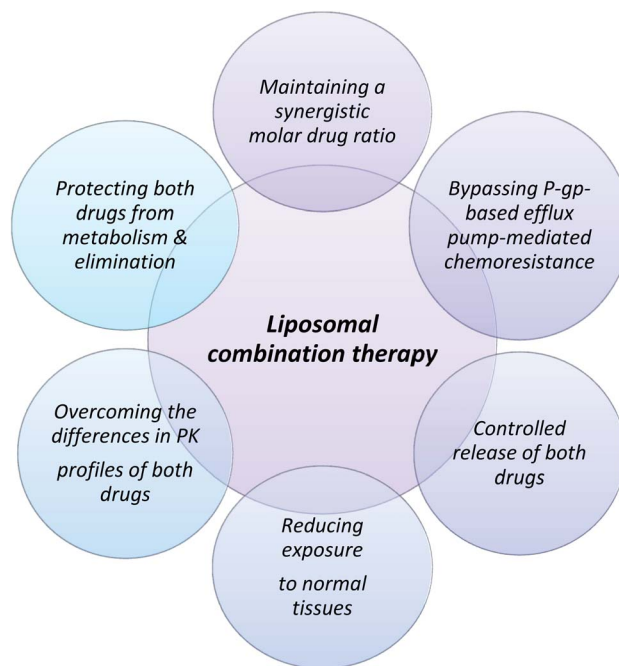 Maintaining a
synergistic
molar drug ratio
Bypassing P-gp-
based efflux
pump-mediated
chemoresistance
Controlled
release of both
drugs
Reducing
exposure
to normal
tissues
Overcoming the
differences in PK
profiles of both
drugs
Protecting both
drugs from
metabolism &
elimination
Liposomal
combination therapy